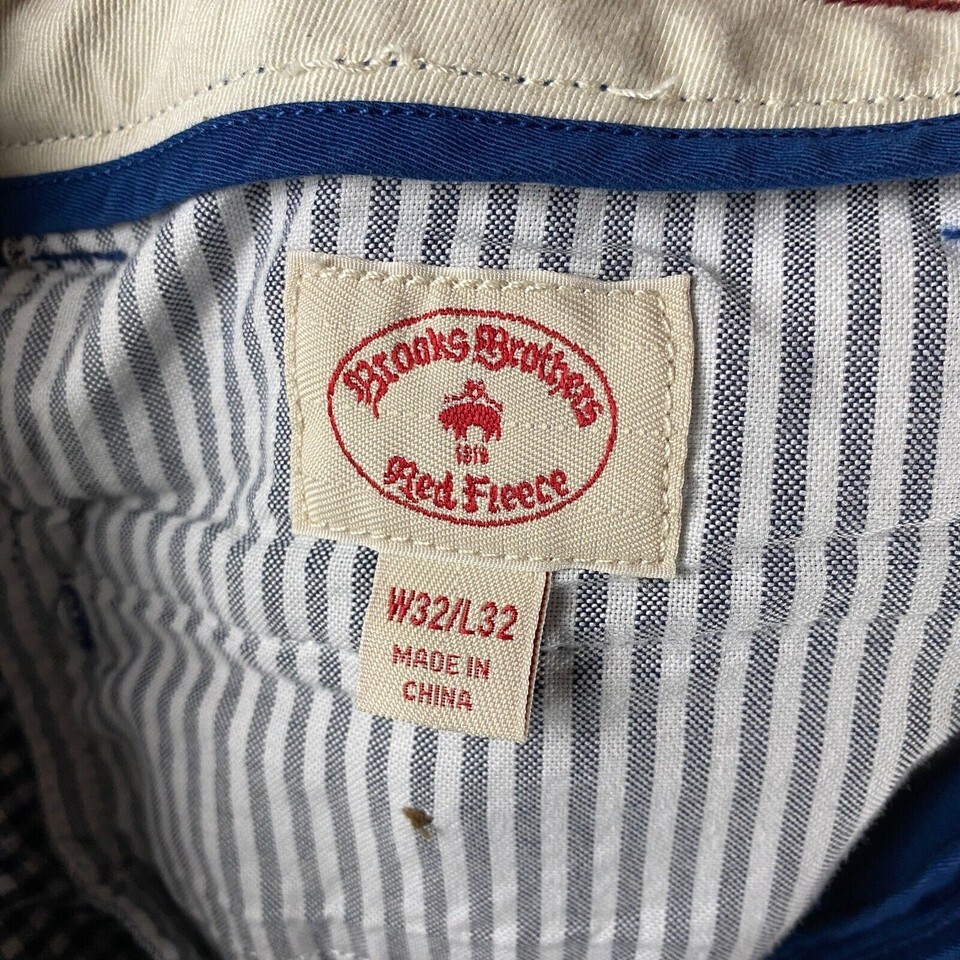 Brooks Brothers
1818
Red Fleece
W32/L32
MADE IN
CHINA